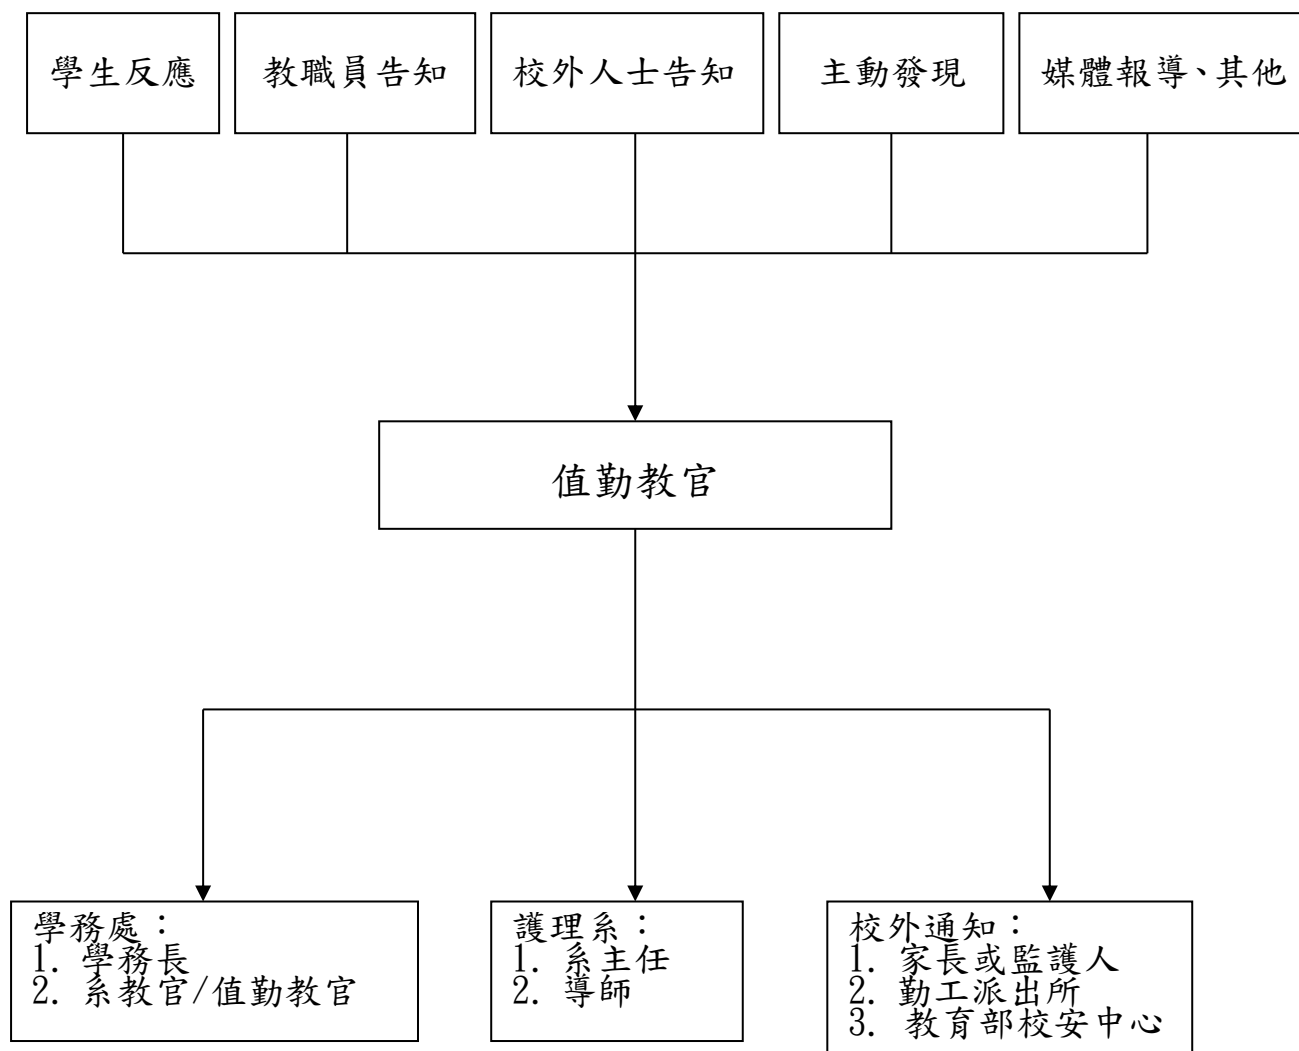 學生反應
教職員告知
校外人士告知
主動發現
媒體報導、其他
值勤教官
學務處：
1. 學務長
2. 系教官/值勤教官
護理系：
1. 系主任
2. 導師
校外通知：
1. 家長或監護人
2. 勤工派出所
3. 教育部校安中心